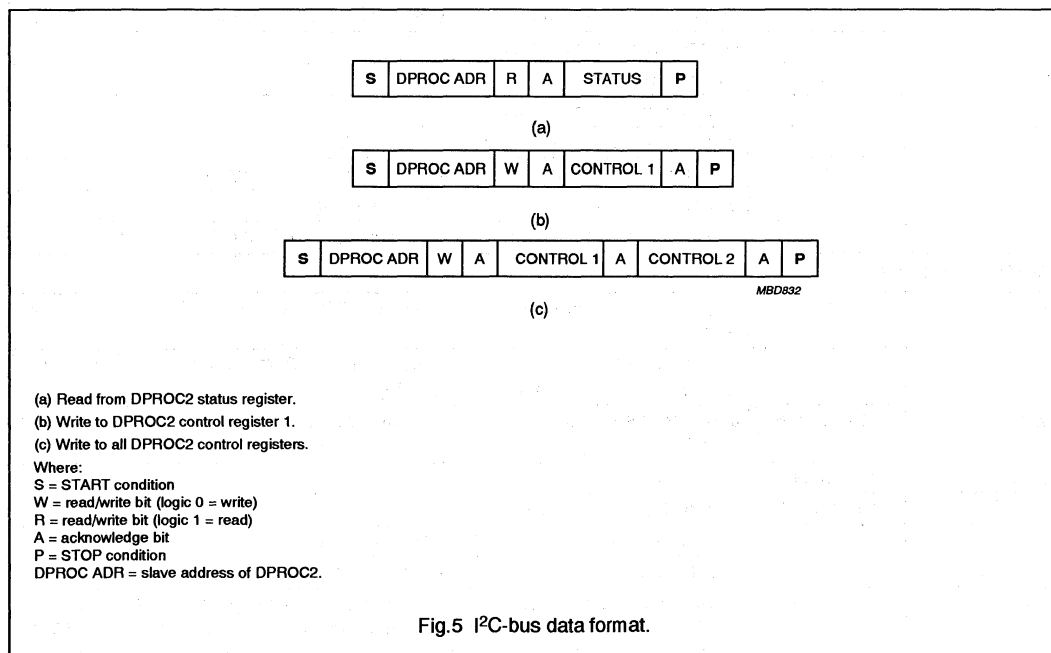 S DPROC ADR R A STATUS P
(a)
S DPROC ADR W A CONTROL 1 A P
(b)
S DPROC ADR W A CONTROL 1 A CONTROL 2 A P
MBD832
(c)
(a) Read from DPROC2 status register.
(b) Write to DPROC2 control register 1.
(c) Write to all DPROC2 control registers.
Where:
S = START condition
W = read/write bit (logic 0 = write)
R = read/write bit (logic 1 = read)
A = acknowledge bit
P = STOP condition
DPROC ADR = slave address of DPROC2.
Fig.5 I²C-bus data format.